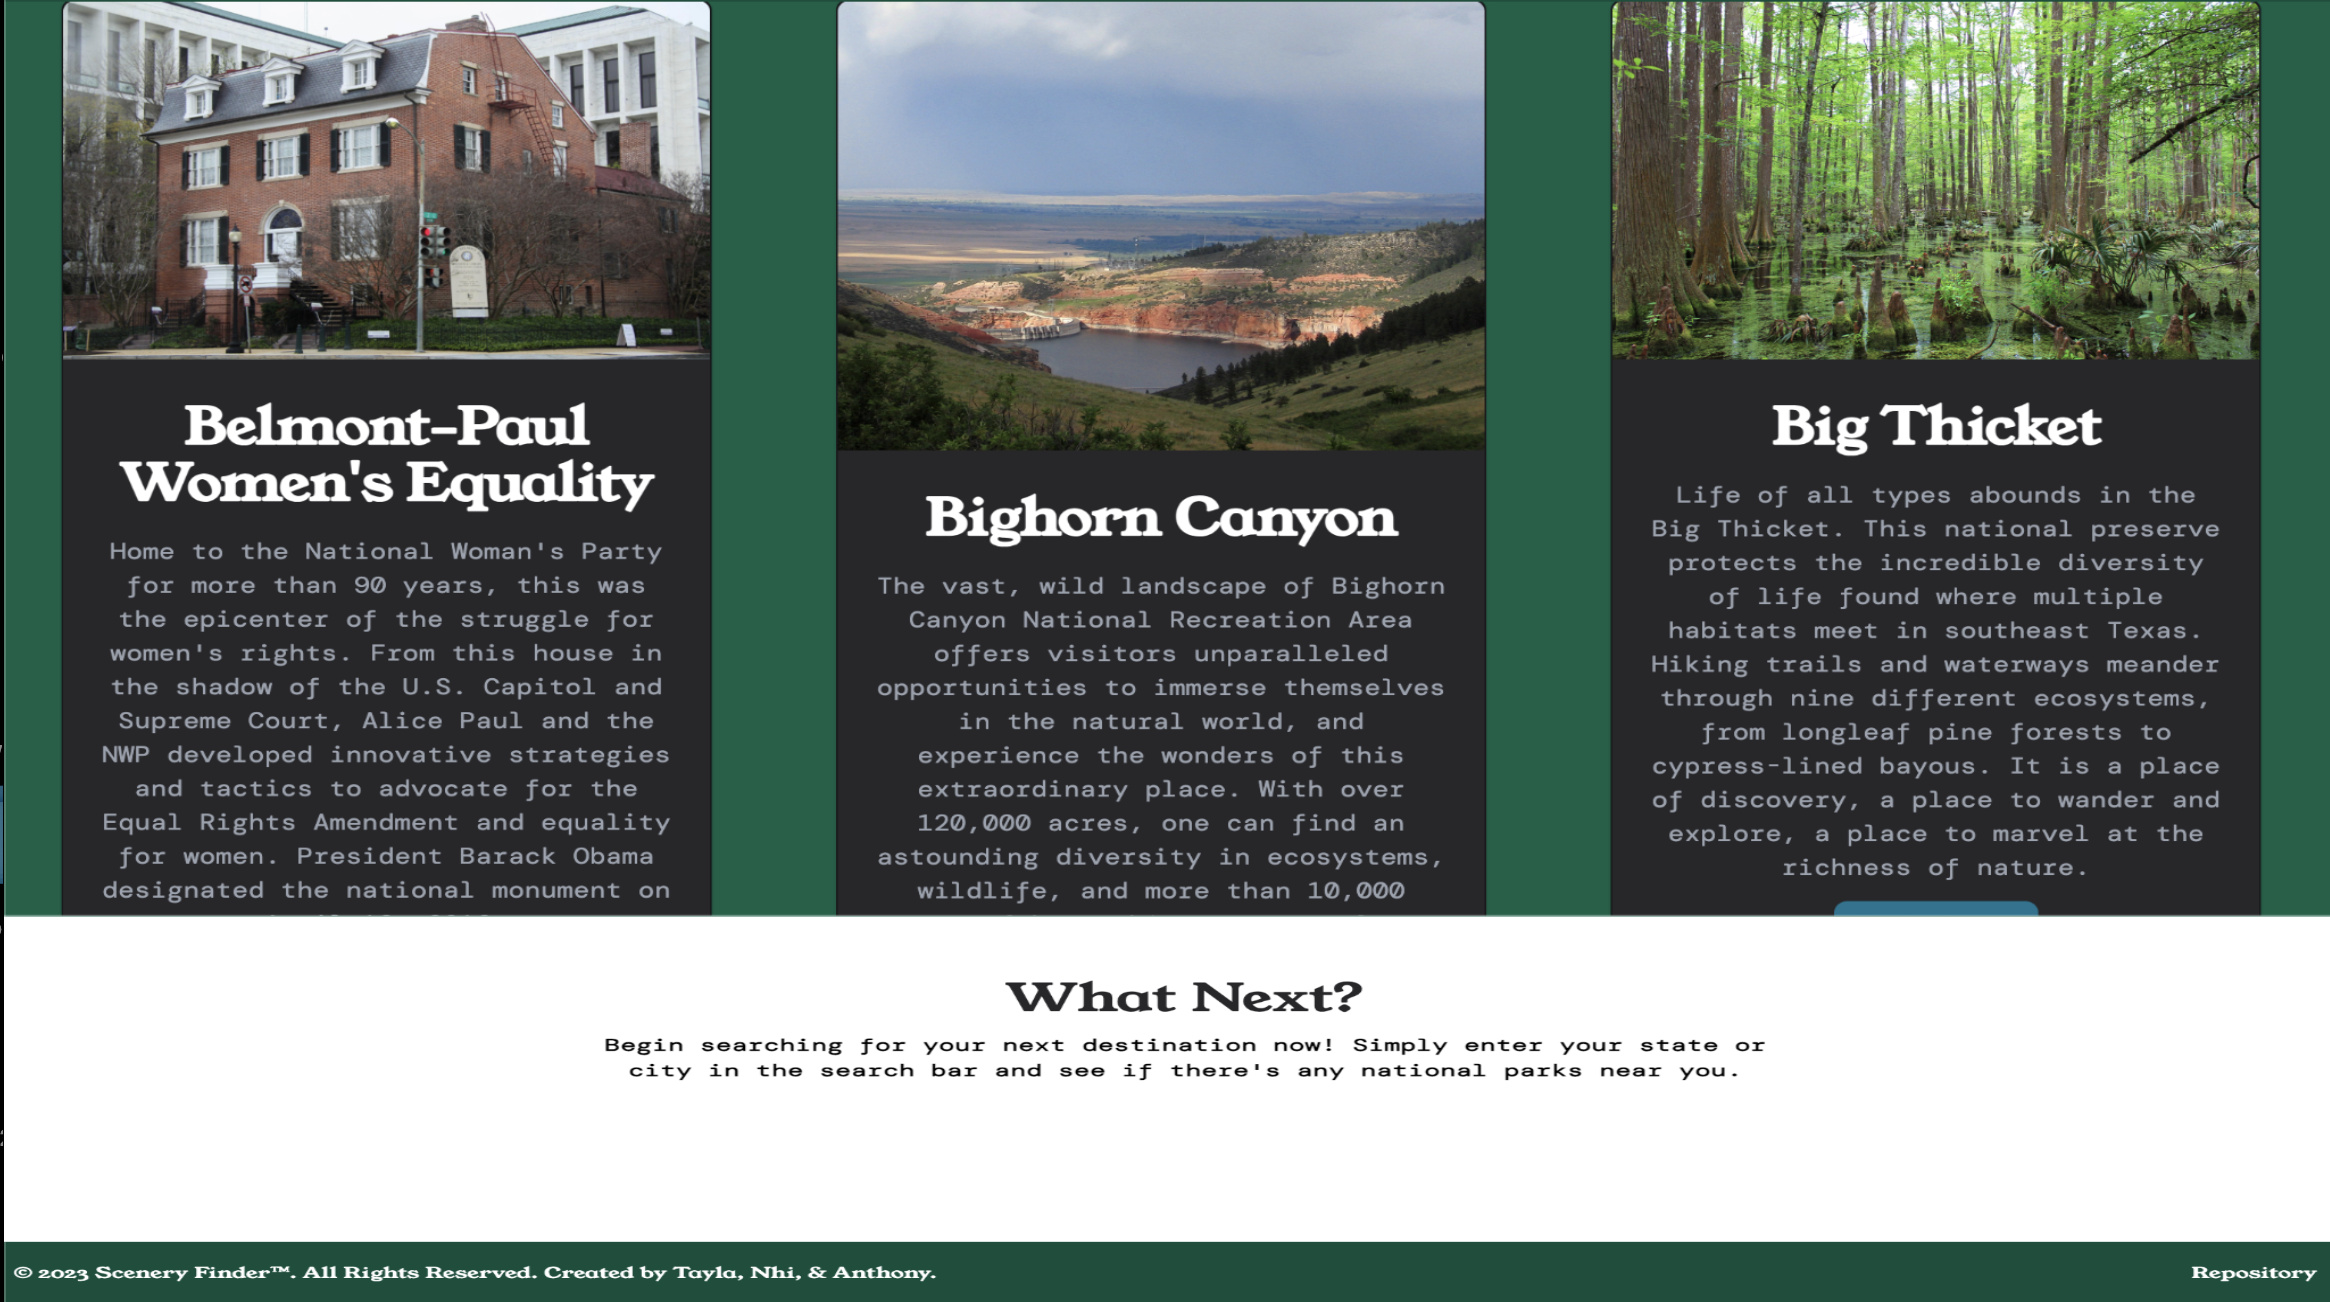 Belmont-Paul
Women's Equality
Home to the National Woman's Party
for more than 90 years, this was
the epicenter of the struggle for
women's rights. From this house in
the shadow of the U.S. Capitol and
Supreme Court, Alice Paul and the
NWP developed innovative strategies
and tactics to advocate for the
Equal Rights Amendment and equality
for women. President Barack Obama
designated the national monument on
Bighorn Canyon
The vast, wild landscape of Bighorn
Canyon National Recreation Area
offers visitors unparalleled
opportunities to immerse themselves
in the natural world, and
experience the wonders of this
extraordinary place. With over
120,000 acres, one can find an
astounding diversity in ecosystems,
wildlife, and more than 10,000
Big Thicket
Life of all types abounds in the
Big Thicket. This national preserve
protects the incredible diversity
of life found where multiple
habitats meet in southeast Texas.
Hiking trails and waterways meander
through nine different ecosystems,
from longleaf pine forests to
cypress-lined bayous. It is a place
of discovery, a place to wander and
explore, a place to marvel at the
richness of nature.
What Next?
Begin searching for your next destination now! Simply enter your state or
city in the search bar and see if there's any national parks near you.
© 2023 Scenery Finder™. All Rights Reserved. Created by Tayla, Nhi, & Anthony.
Repository